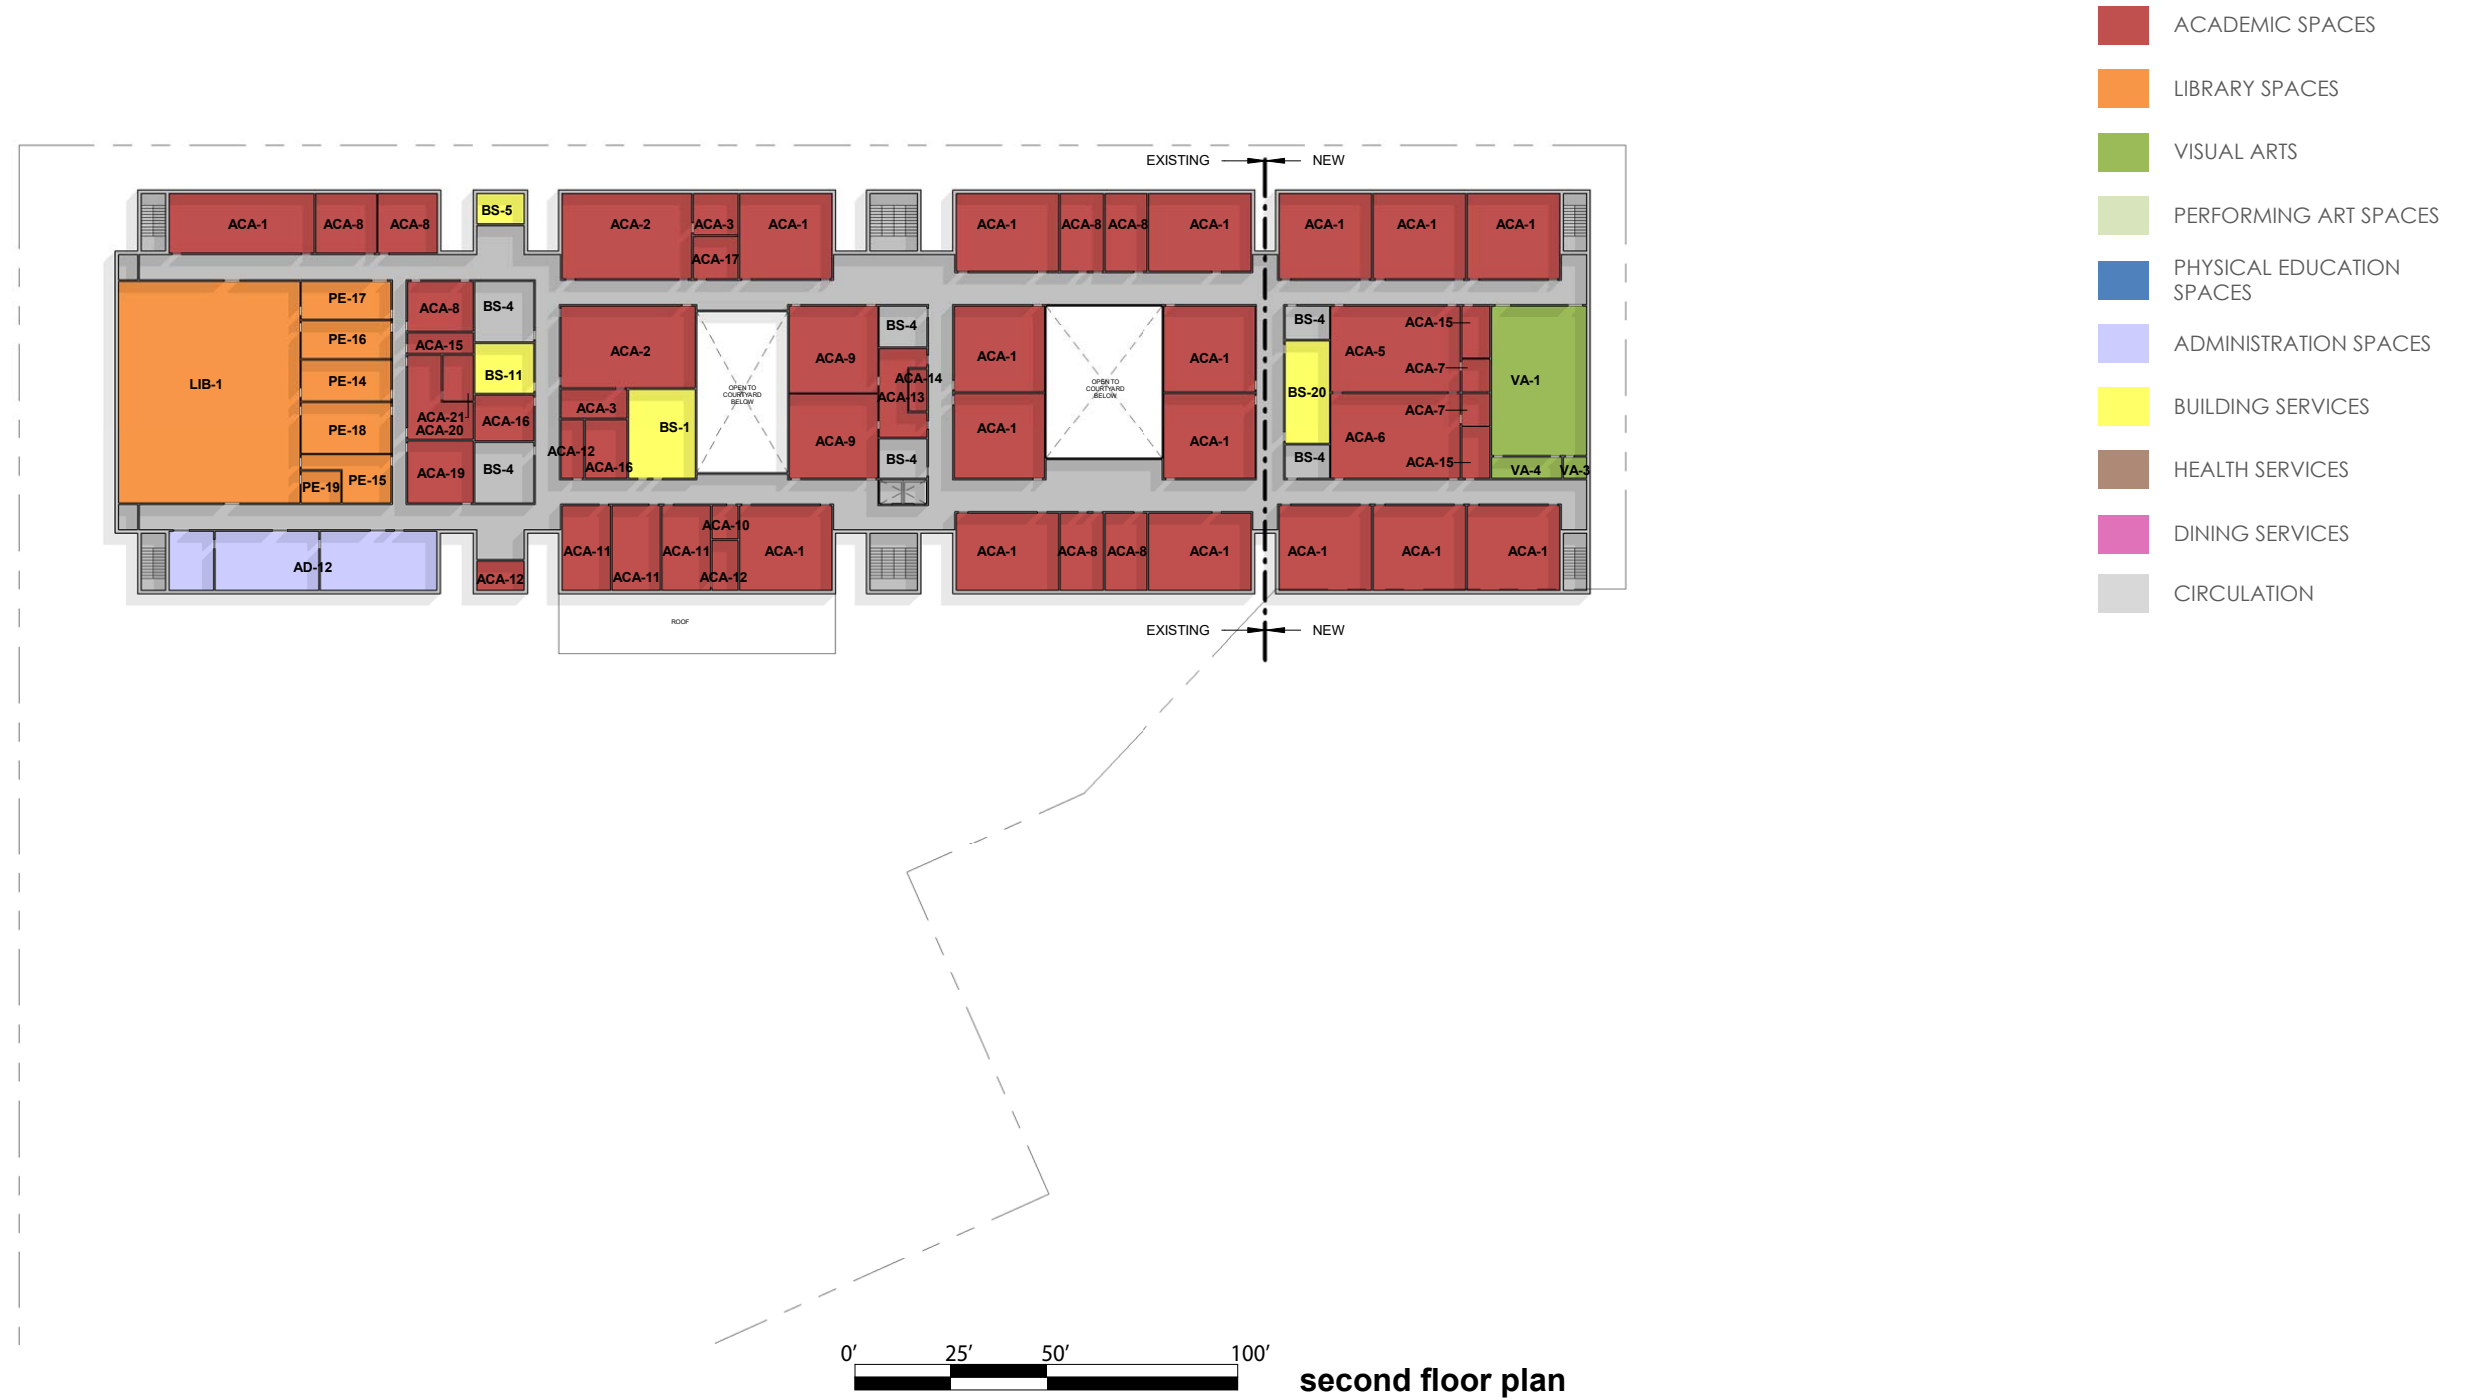 ACADEMIC SPACES
LIBRARY SPACES
VISUAL ARTS
PERFORMING ART SPACES
PHYSICAL EDUCATION
SPACES
ADMINISTRATION SPACES
BUILDING SERVICES
HEALTH SERVICES
DINING SERVICES
CIRCULATION
EXISTING NEW
ACA-1 ACA-8 ACA-8 BS-5 ACA-2 ACA-3 ACA-1 ACA-1 ACA-8 ACA-8 ACA-1 ACA-1 ACA-1 ACA-1
ACA-17
PE-17 ACA-8 BS-4 BS-4 BS-4 ACA-15
PE-16 ACA-15 ACA-2 ACA-9 ACA-1 ACA-1 ACA-5
LIB-1 PE-14 BS-11 ACA-14 ACA-7 VA-1
OPEN TO
COURTYARD
BELOW
OPEN TO
COURTYARD
BELOW
ACA-13 BS-20
ACA-21 ACA-3 ACA-7
PE-18 ACA-20 ACA-16 BS-1 ACA-9 ACA-1 ACA-1 ACA-6
ACA-12
PE-19 PE-15 ACA-19 BS-4 ACA-16 BS-4 BS-4 ACA-15 VA-4 VA-3
ACA-10
AD-12 ACA-11 ACA-11 ACA-1 ACA-1 ACA-8 ACA-8 ACA-1 ACA-1 ACA-1 ACA-1
ACA-12 ACA-11 ACA-12
ROOF
EXISTING NEW
0’ 25’ 50’ 100’
second floor plan